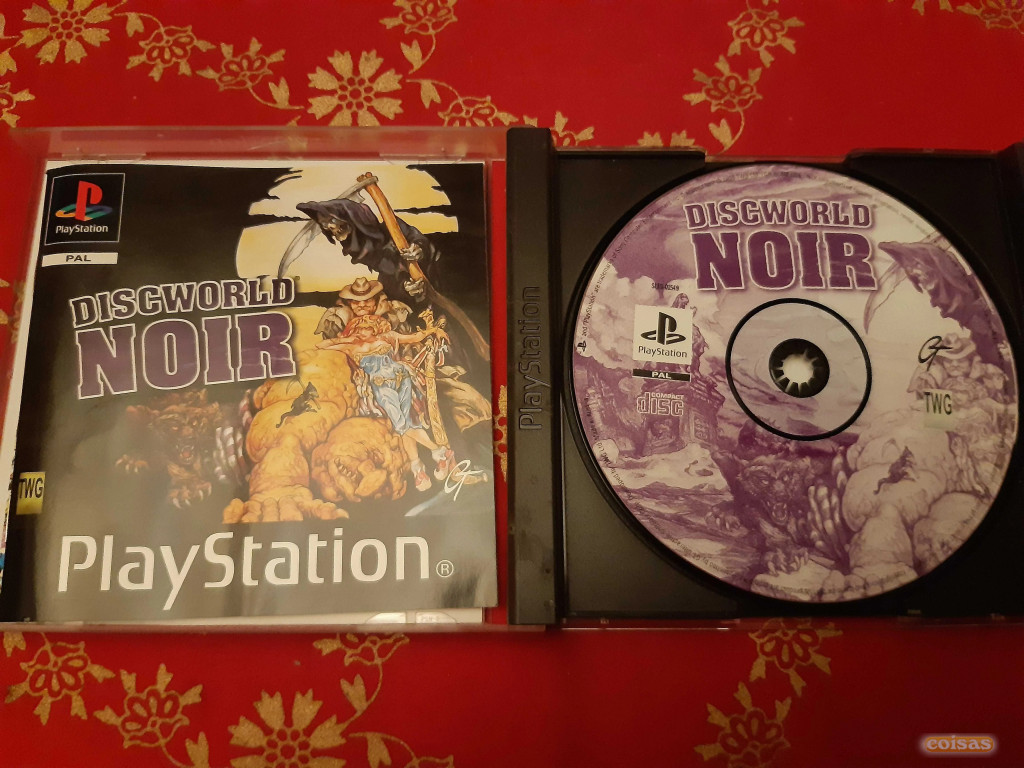 PlayStation
PAL
DISCWORLD
NOIR
TWG
PlayStation®
PlayStation
DISCWORLD
NOIR
PlayStation
PAL
COMPACT
disc
TWG
coisas